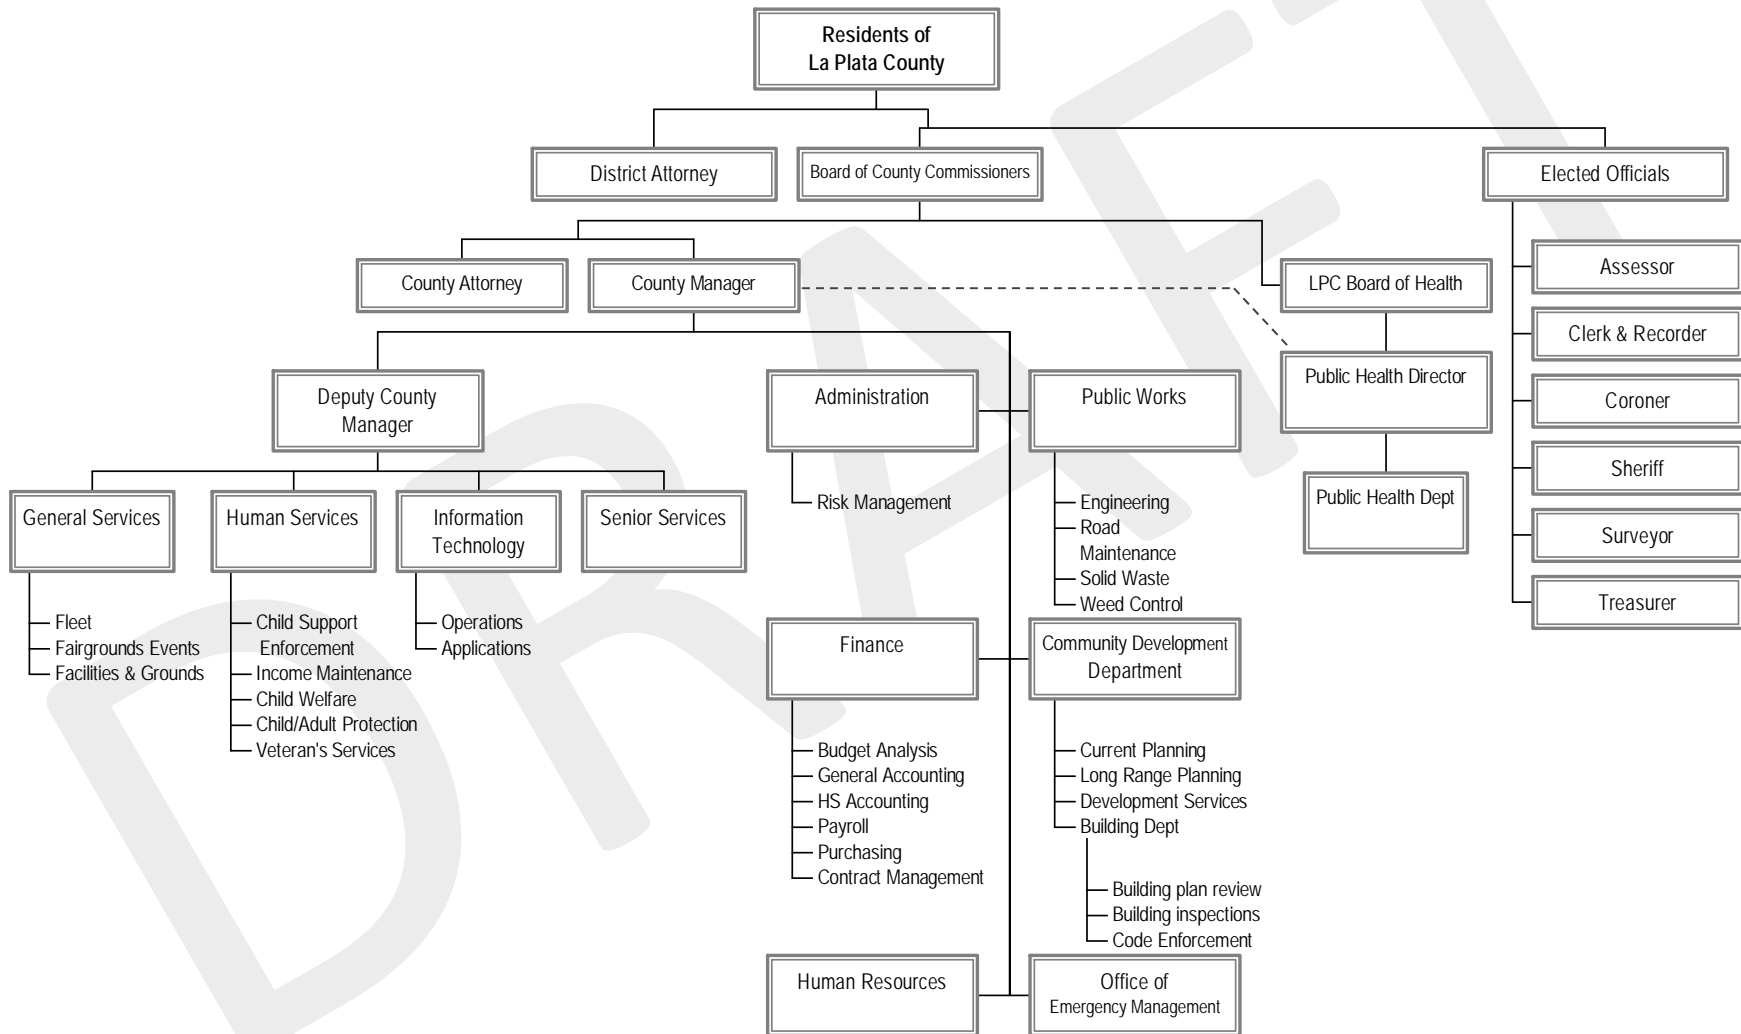 Residents of
La Plata County
District Attorney
Board of County Commissioners
Elected Officials
County Attorney
County Manager
LPC Board of Health
Assessor
Clerk & Recorder
Coroner
Sheriff
Surveyor
Treasurer
Public Health Director
Public Health Dept
Deputy County
Manager
General Services
Fleet
Fairgrounds Events
Facilities & Grounds
Human Services
Child Support
Enforcement
Income Maintenance
Child Welfare
Child/Adult Protection
Veteran's Services
Information
Technology
Operations
Applications
Senior Services
Administration
Risk Management
Public Works
Engineering
Road
Maintenance
Solid Waste
Weed Control
Finance
Budget Analysis
General Accounting
HS Accounting
Payroll
Purchasing
Contract Management
Community Development
Department
Current Planning
Long Range Planning
Development Services
Building Dept
Building plan review
Building inspections
Code Enforcement
Human Resources
Office of
Emergency Management
DRAFT